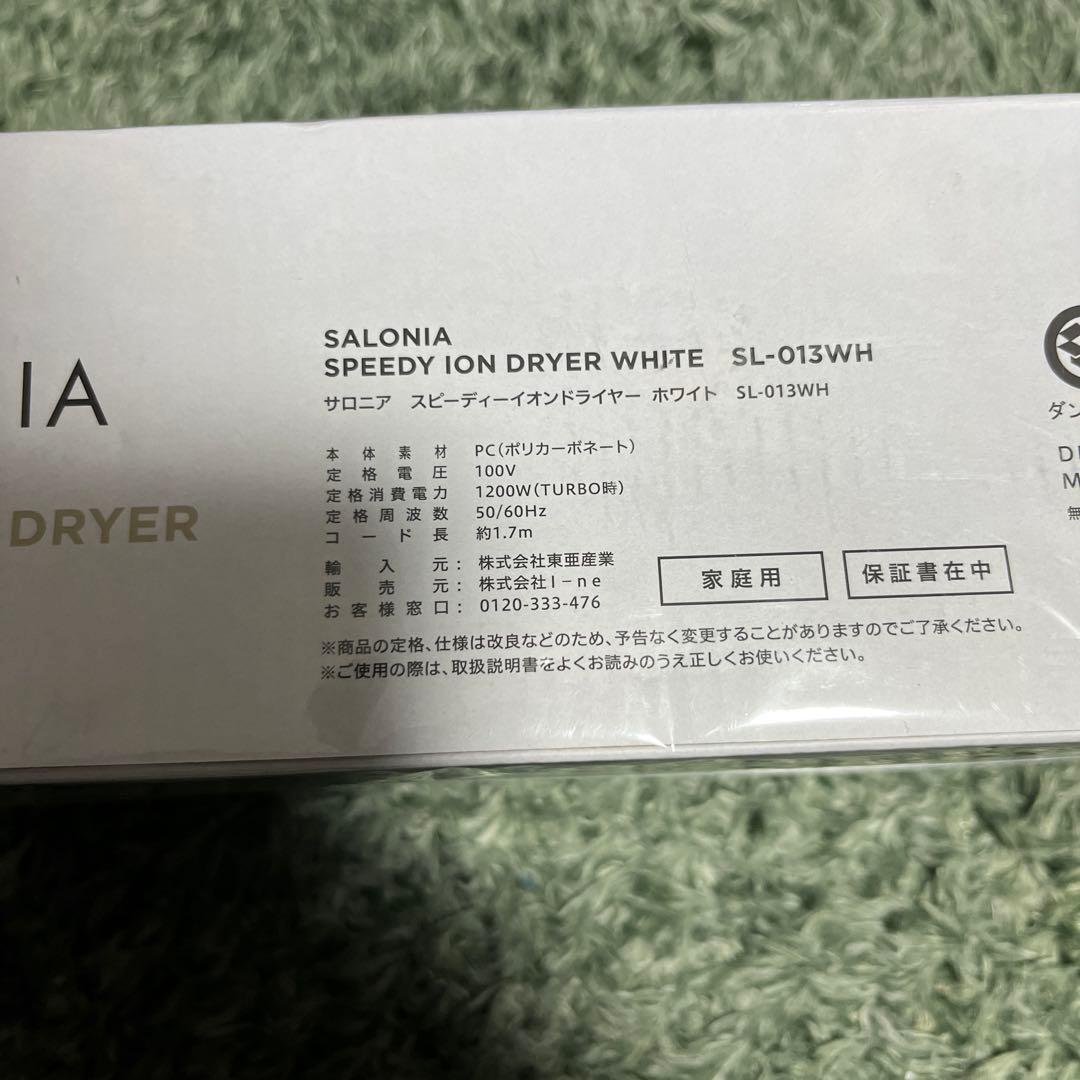 IA
DRYER
SALONIA
SPEEDY ION DRYER WHITE SL-013WH
サロニア スピーディーイオンドライヤー ホワイト SL-013WH
本体素材 PC(ポリカーボネート)
定格電圧 100V
定格消費電力 1200W(TURBO時)
定格周波数 50/60Hz
コード長 約1.7m
輸入元: 株式会社東亜産業
販売元: 株式会社I-ne
お客様窓口: 0120-333-476
家庭用
保証書在中
※商品の定格、仕様は改良などのため、予告なく変更することがありますのでご了承ください。
※ご使用の際は、取扱説明書をよくお読みのうえ正しくお使いください。
ダン
M
無